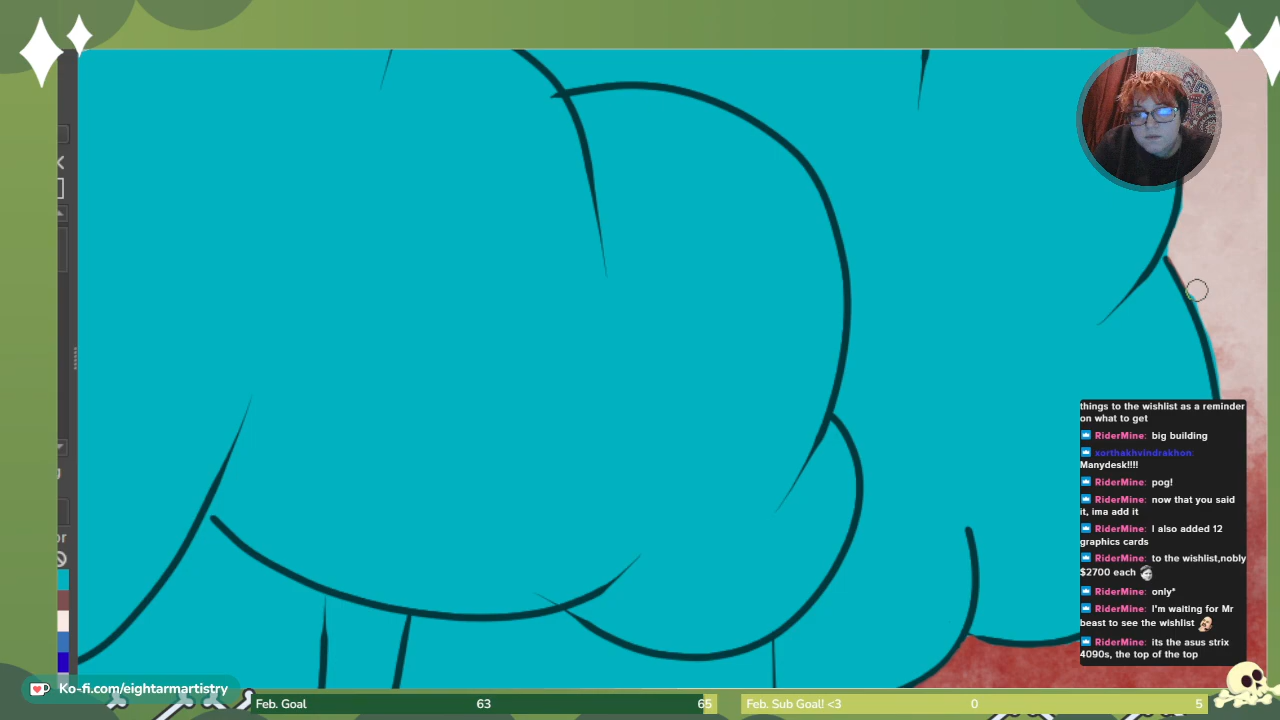 things to the wishlist as a reminder
on what to get
RiderMine: big building
xorthakhvindrakhon:
Manydesk!!!!
RiderMine: pog!
RiderMine: now that you said
it, ima add it
RiderMine: I also added 12
graphics cards
RiderMine: to the wishlist,nobly
$2700 each
RiderMine: only*
RiderMine: I'm waiting for Mr
beast to see the wishlist
RiderMine: its the asus strix
4090s, the top of the top
or
Ko-fi.com/eightarmartistry
Feb. Goal 63 65
Feb. Sub Goal! <3 0 5